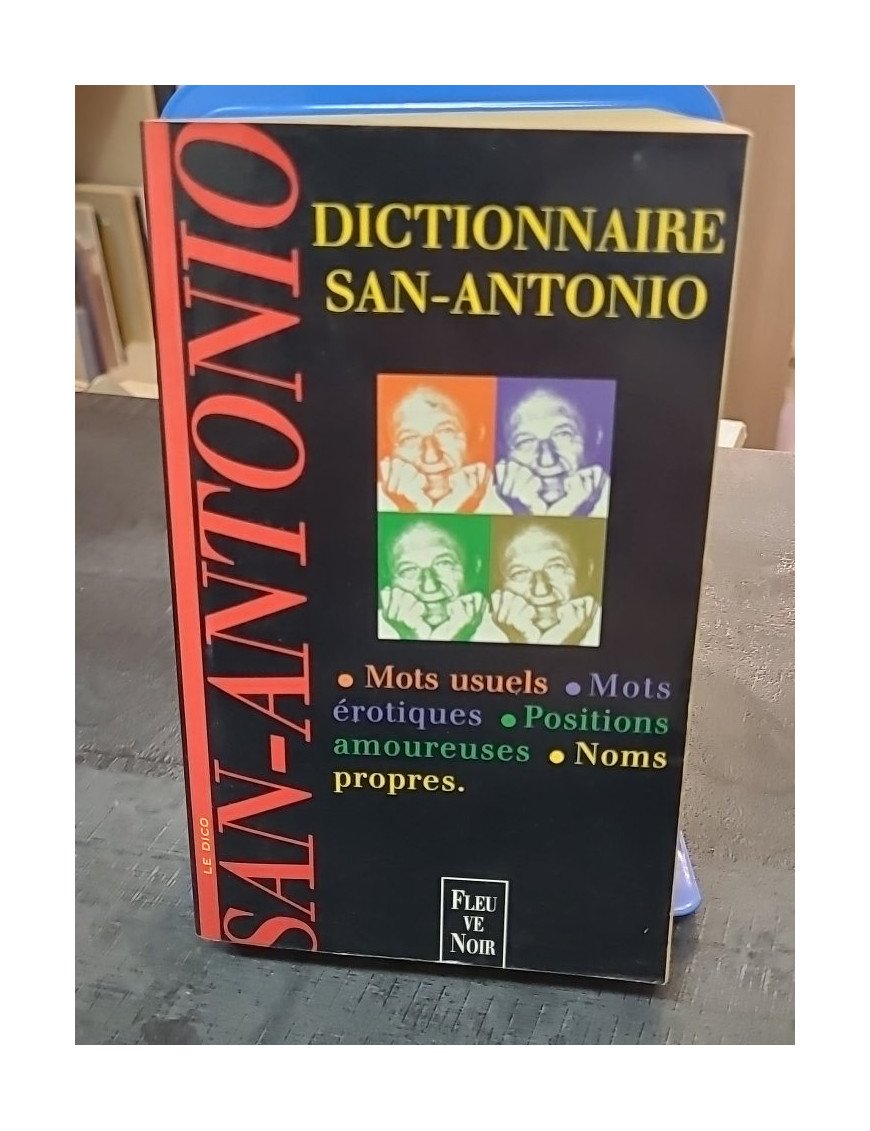 LE DICO
SAN-ANTONIO
DICTIONNAIRE
SAN-ANTONIO
• Mots usuels • Mots
érotiques • Positions
amoureuses • Noms
propres.
FLEU
VE
NOIR